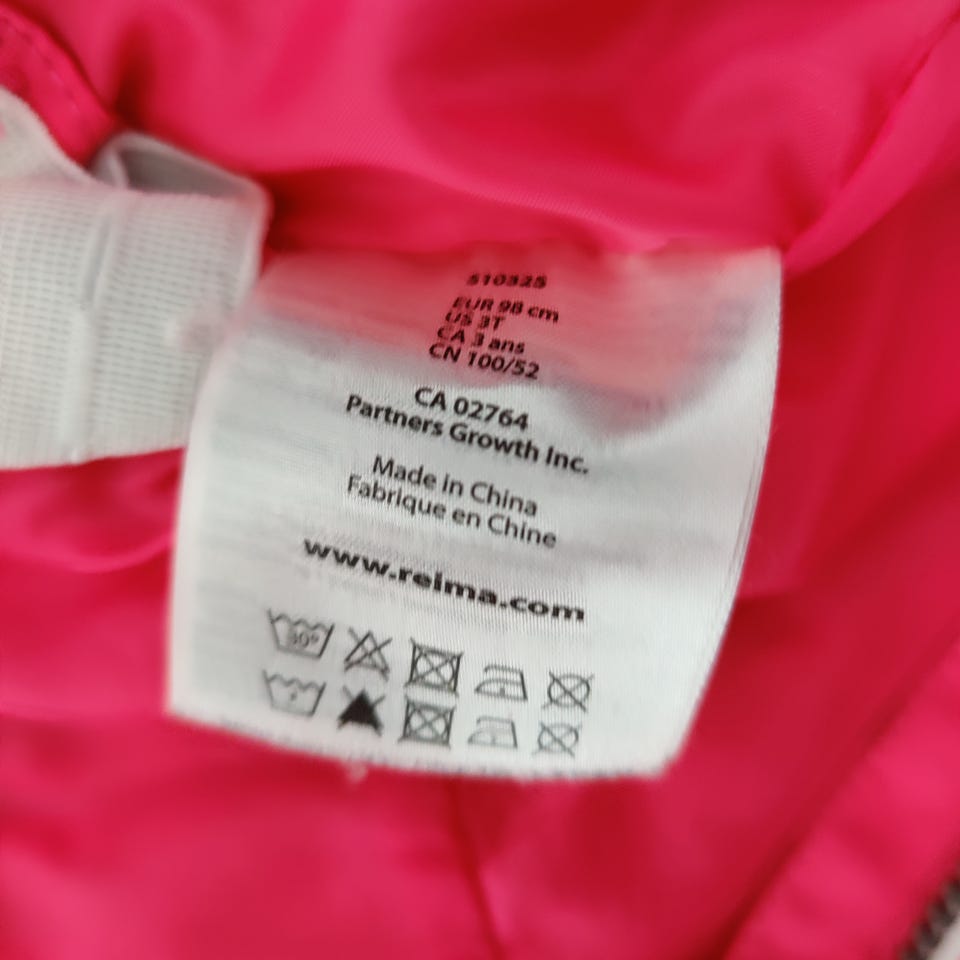 510325
EUR 98 cm
US 3T
CA 3 ans
CN 100/52
CA 02764
Partners Growth Inc.
Made in China
Fabrique en Chine
www.reima.com
30°